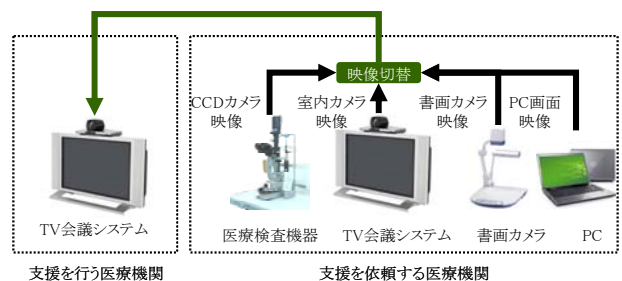 映像切替
CCDカメラ
映像
室内カメラ
映像
書画カメラ
映像
PC画面
映像
TV会議システム
医療検査機器
TV会議システム
書画カメラ
PC
支援を行う医療機関
支援を依頼する医療機関